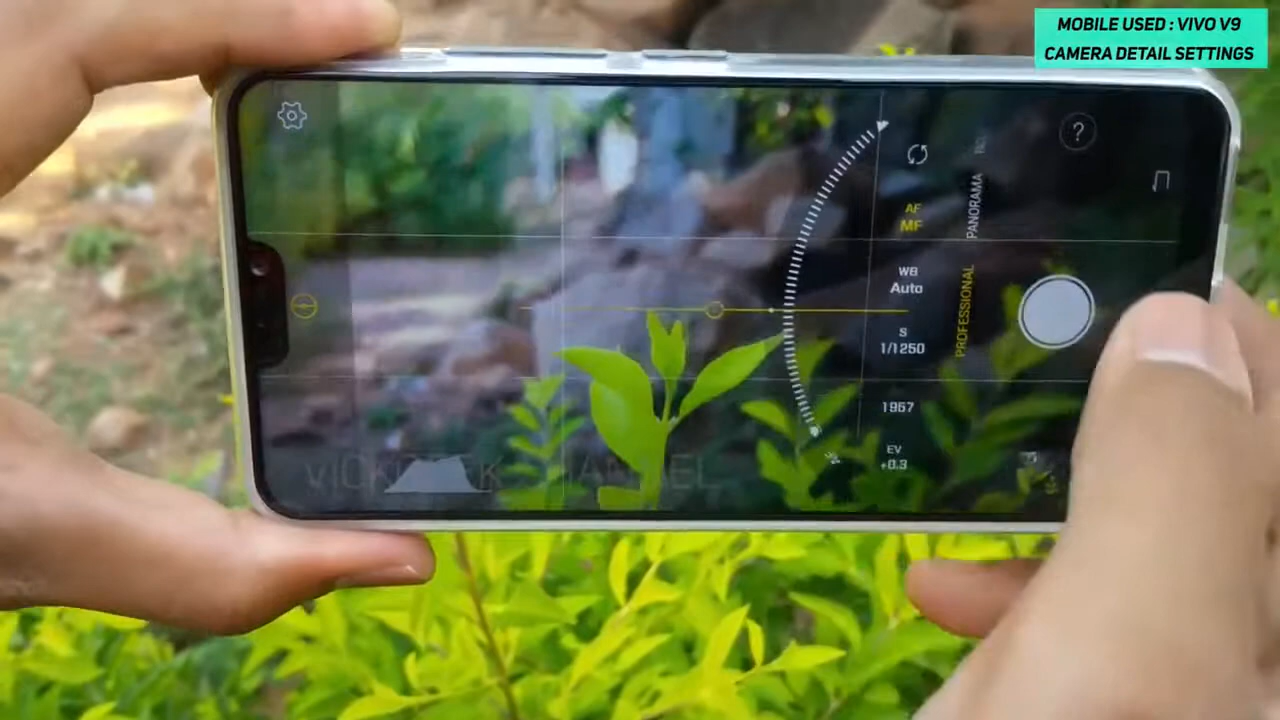 MOBILE USED : VIVO V9
CAMERA DETAIL SETTINGS
?
AF
MF
WB
Auto
S
1/1250
1957
EV
+0.3
PANORAMA
PROFESSIONAL